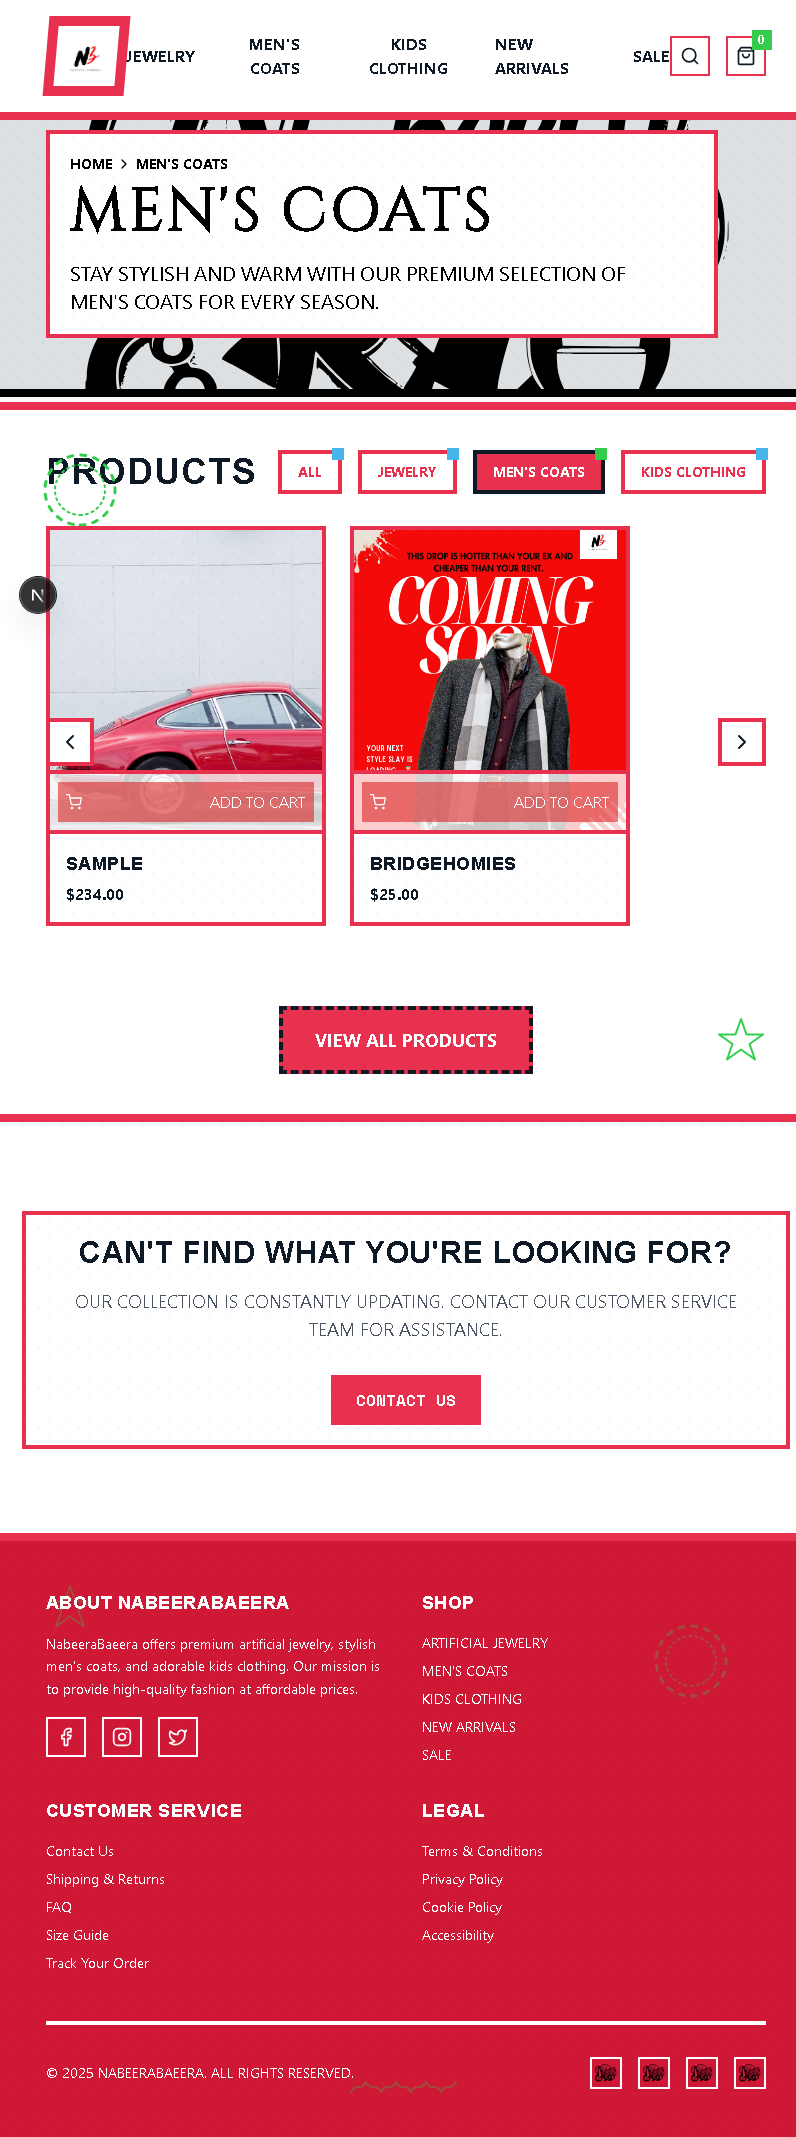 JEWELRY
MEN'S COATS
KIDS CLOTHING
NEW ARRIVALS
SALE
0
HOME > MEN'S COATS
MEN'S COATS
STAY STYLISH AND WARM WITH OUR PREMIUM SELECTION OF
MEN'S COATS FOR EVERY SEASON.
PRODUCTS
ALL
JEWELRY
MEN'S COATS
KIDS CLOTHING
N
THIS DROP IS HOTTER THAN YOUR EX AND
CHEAPER THAN YOUR RENT.
COMING
SOON
YOUR NEXT
STYLE SLAY IS
LOADING...
ADD TO CART
ADD TO CART
SAMPLE
$234.00
BRIDGEHOMIES
$25.00
VIEW ALL PRODUCTS
CAN'T FIND WHAT YOU'RE LOOKING FOR?
OUR COLLECTION IS CONSTANTLY UPDATING. CONTACT OUR CUSTOMER SERVICE
TEAM FOR ASSISTANCE.
CONTACT US
ABOUT NABEERABAEERA
NabeeraBaeera offers premium artificial jewelry, stylish
men's coats, and adorable kids clothing. Our mission is
to provide high-quality fashion at affordable prices.
SHOP
ARTIFICIAL JEWELRY
MEN'S COATS
KIDS CLOTHING
NEW ARRIVALS
SALE
CUSTOMER SERVICE
Contact Us
Shipping & Returns
FAQ
Size Guide
Track Your Order
LEGAL
Terms & Conditions
Privacy Policy
Cookie Policy
Accessibility
© 2025 NABEERABAEERA. ALL RIGHTS RESERVED.